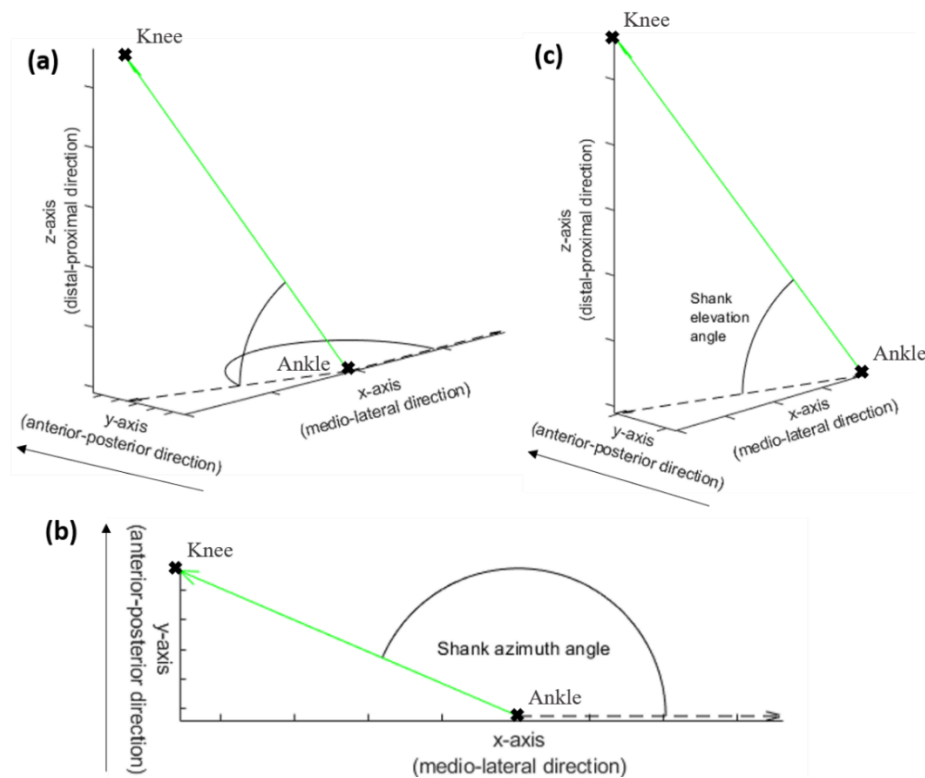 (a)
Knee
z-axis
(distal-proximal direction)
Ankle
x-axis
(medio-lateral direction)
y-axis
(anterior-posterior direction)
(c)
Knee
z-axis
(distal-proximal direction)
Shank
elevation
angle
Ankle
x-axis
(medio-lateral direction)
y-axis
(anterior-posterior direction)
(b)
Knee
(anterior-posterior direction)
y-axis
Shank azimuth angle
Ankle
x-axis
(medio-lateral direction)